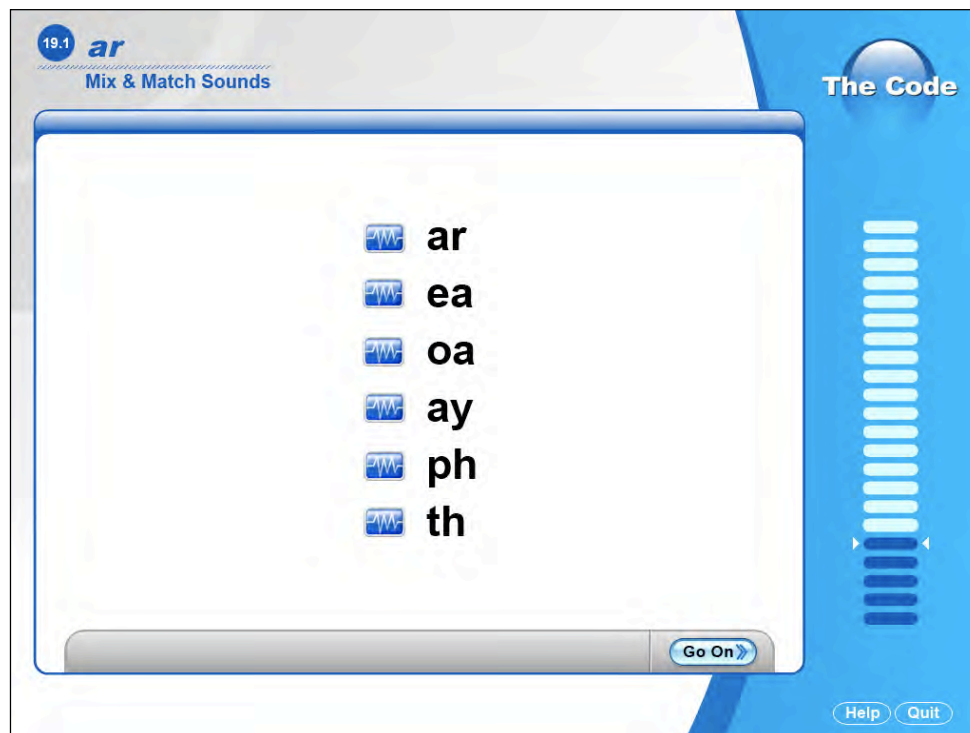 19.1 ar
Mix & Match Sounds
The Code
ar
ea
oa
ay
ph
th
Go On
Help Quit